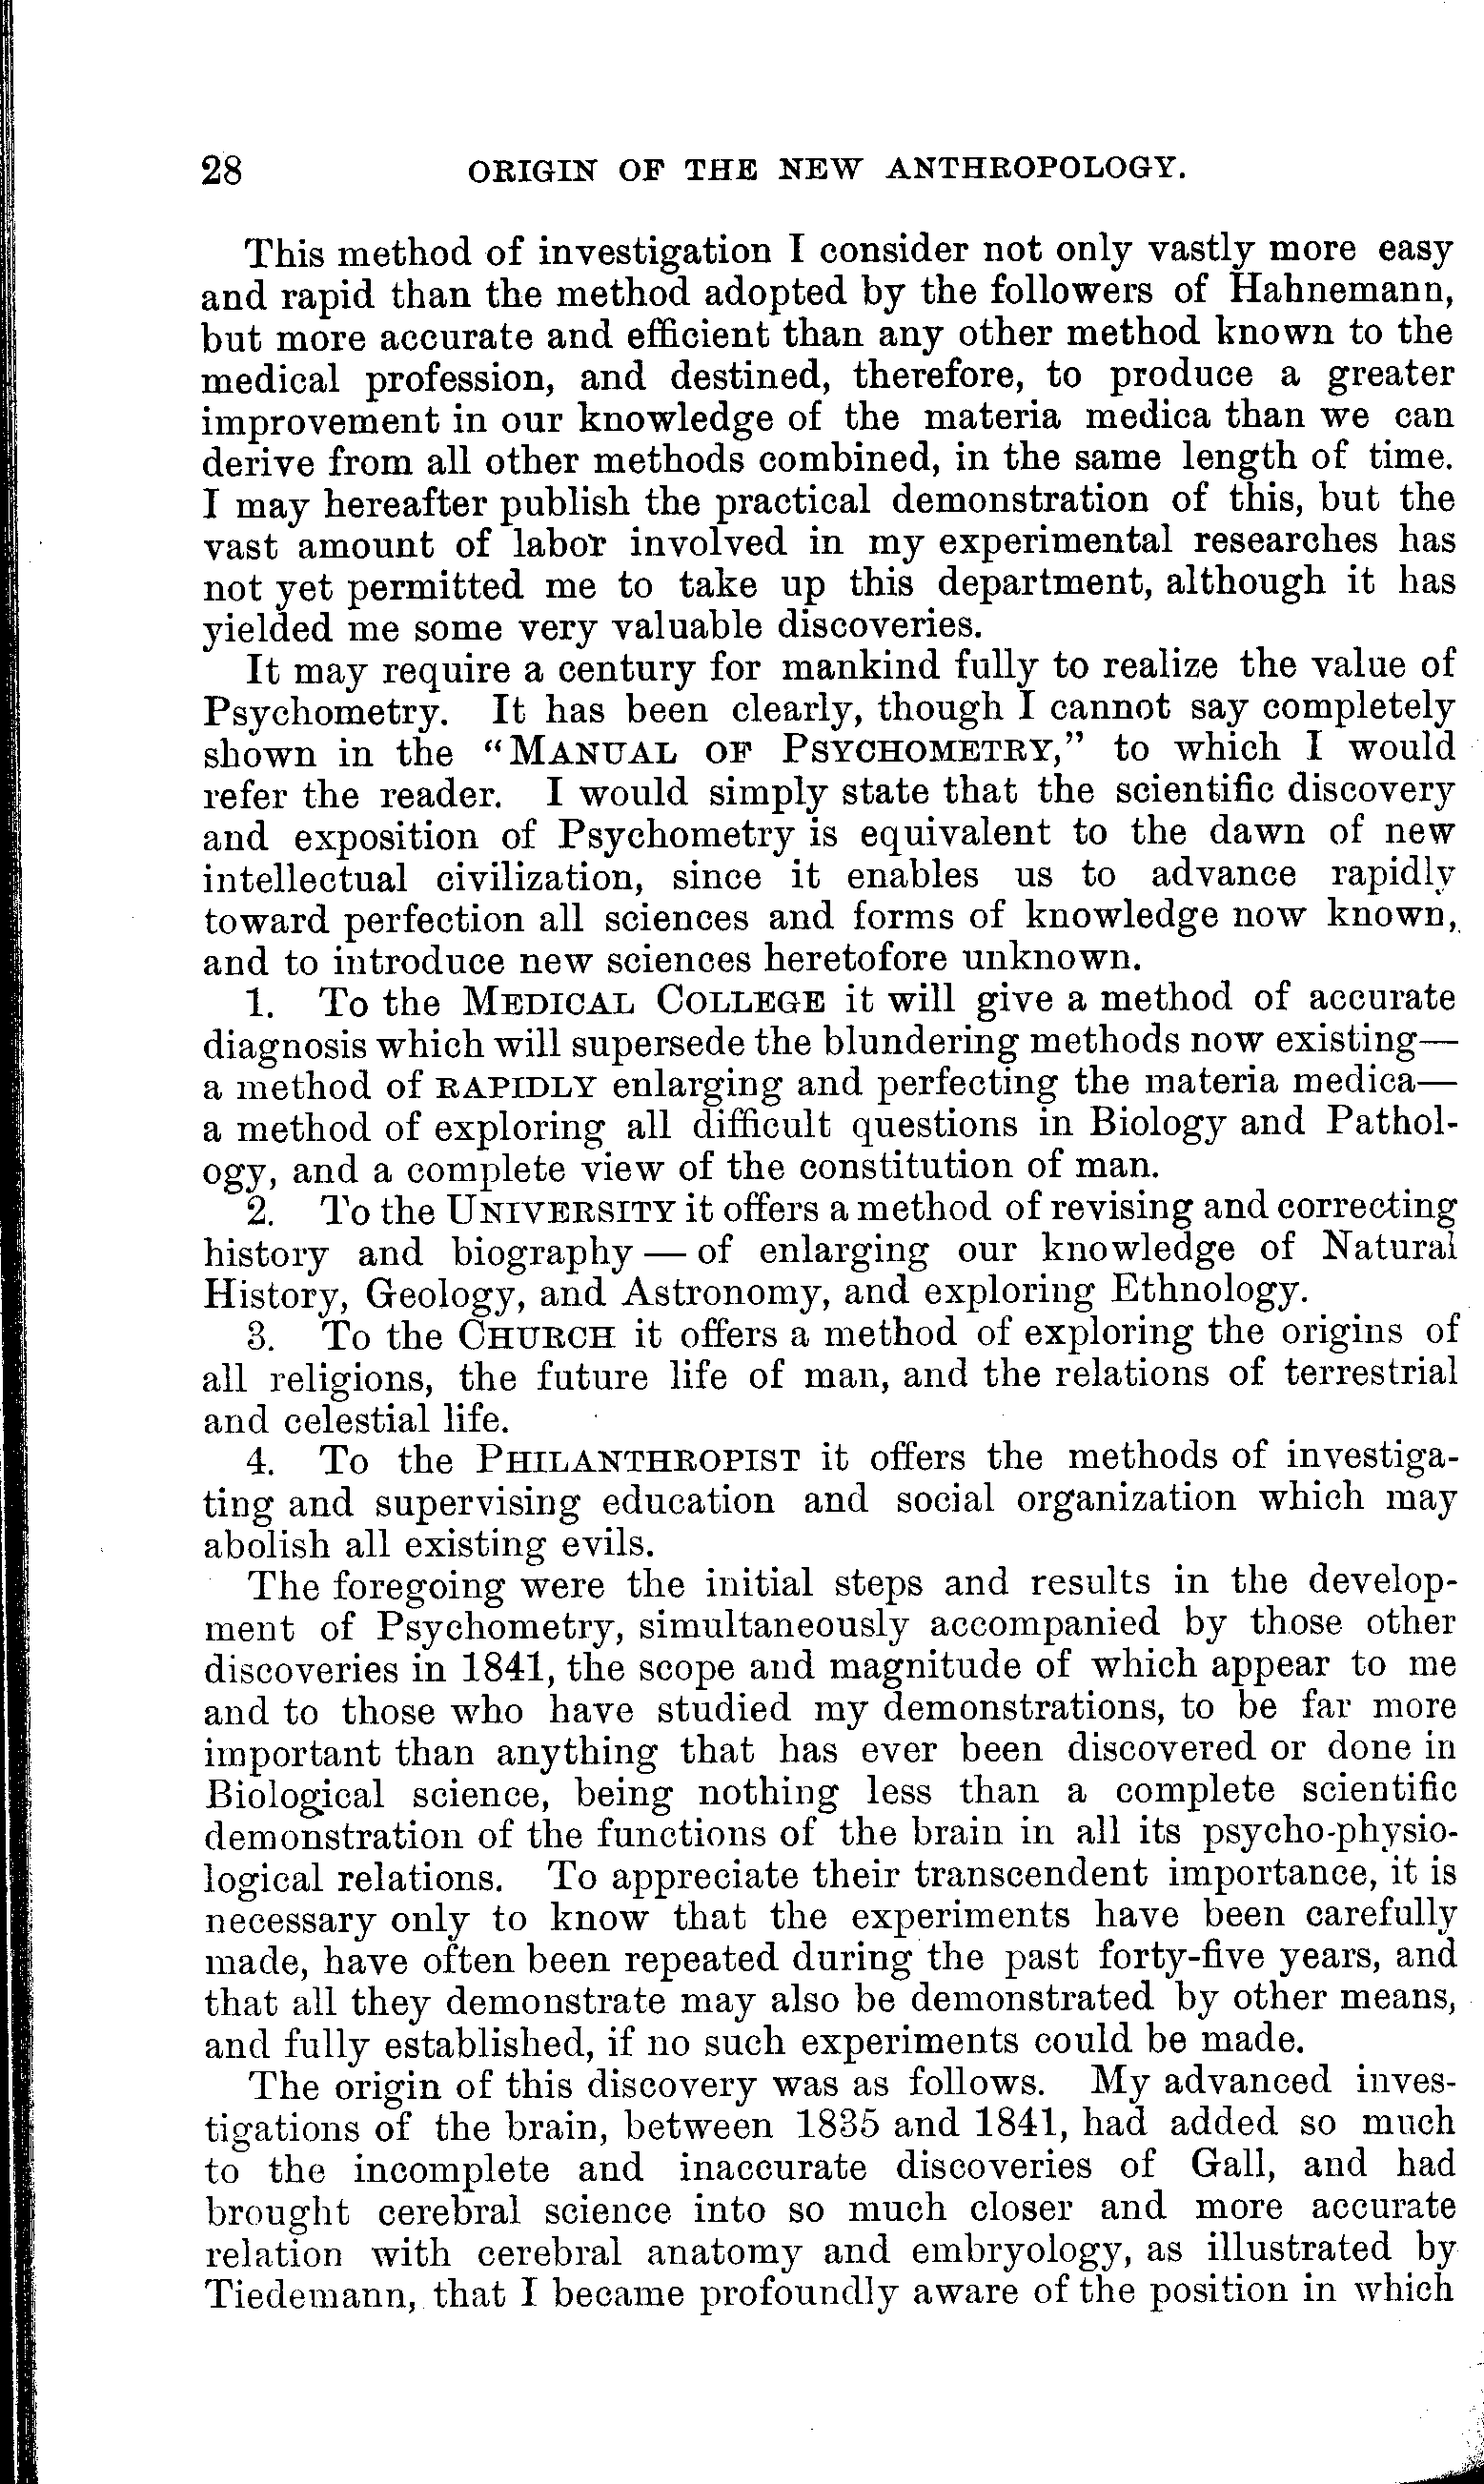 28 ORIGIN OF THE NEW ANTHROPOLOGY.
This method of investigation I consider not only vastly more easy
and rapid than the method adopted by the followers of Hahnemann,
but more accurate and efficient than any other method known to the
medical profession, and destined, therefore, to produce a greater
improvement in our knowledge of the materia medica than we can
derive from all other methods combined, in the same length of time.
I may hereafter publish the practical demonstration of this, but the
vast amount of labor involved in my experimental researches has
not yet permitted me to take up this department, although it has
yielded me some very valuable discoveries.
It may require a century for mankind fully to realize the value of
Psychometry. It has been clearly, though I cannot say completely
shown in the “MANUAL OF PSYCHOMETRY,” to which I would
refer the reader. I would simply state that the scientific discovery
and exposition of Psychometry is equivalent to the dawn of new
intellectual civilization, since it enables us to advance rapidly
toward perfection all sciences and forms of knowledge now known,
and to introduce new sciences heretofore unknown.
1. To the MEDICAL COLLEGE it will give a method of accurate
diagnosis which will supersede the blundering methods now existing—
a method of RAPIDLY enlarging and perfecting the materia medica—
a method of exploring all difficult questions in Biology and Pathol-
ogy, and a complete view of the constitution of man.
2. To the UNIVERSITY it offers a method of revising and correcting
history and biography — of enlarging our knowledge of Natural
History, Geology, and Astronomy, and exploring Ethnology.
3. To the CHURCH it offers a method of exploring the origins of
all religions, the future life of man, and the relations of terrestrial
and celestial life.
4. To the PHILANTHROPIST it offers the methods of investiga-
ting and supervising education and social organization which may
abolish all existing evils.
The foregoing were the initial steps and results in the develop-
ment of Psychometry, simultaneously accompanied by those other
discoveries in 1841, the scope and magnitude of which appear to me
and to those who have studied my demonstrations, to be far more
important than anything that has ever been discovered or done in
Biological science, being nothing less than a complete scientific
demonstration of the functions of the brain in all its psycho-physio-
logical relations. To appreciate their transcendent importance, it is
necessary only to know that the experiments have been carefully
made, have often been repeated during the past forty-five years, and
that all they demonstrate may also be demonstrated by other means,
and fully established, if no such experiments could be made.
The origin of this discovery was as follows. My advanced inves-
tigations of the brain, between 1835 and 1841, had added so much
to the incomplete and inaccurate discoveries of Gall, and had
brought cerebral science into so much closer and more accurate
relation with cerebral anatomy and embryology, as illustrated by
Tiedemann, that I became profoundly aware of the position in which